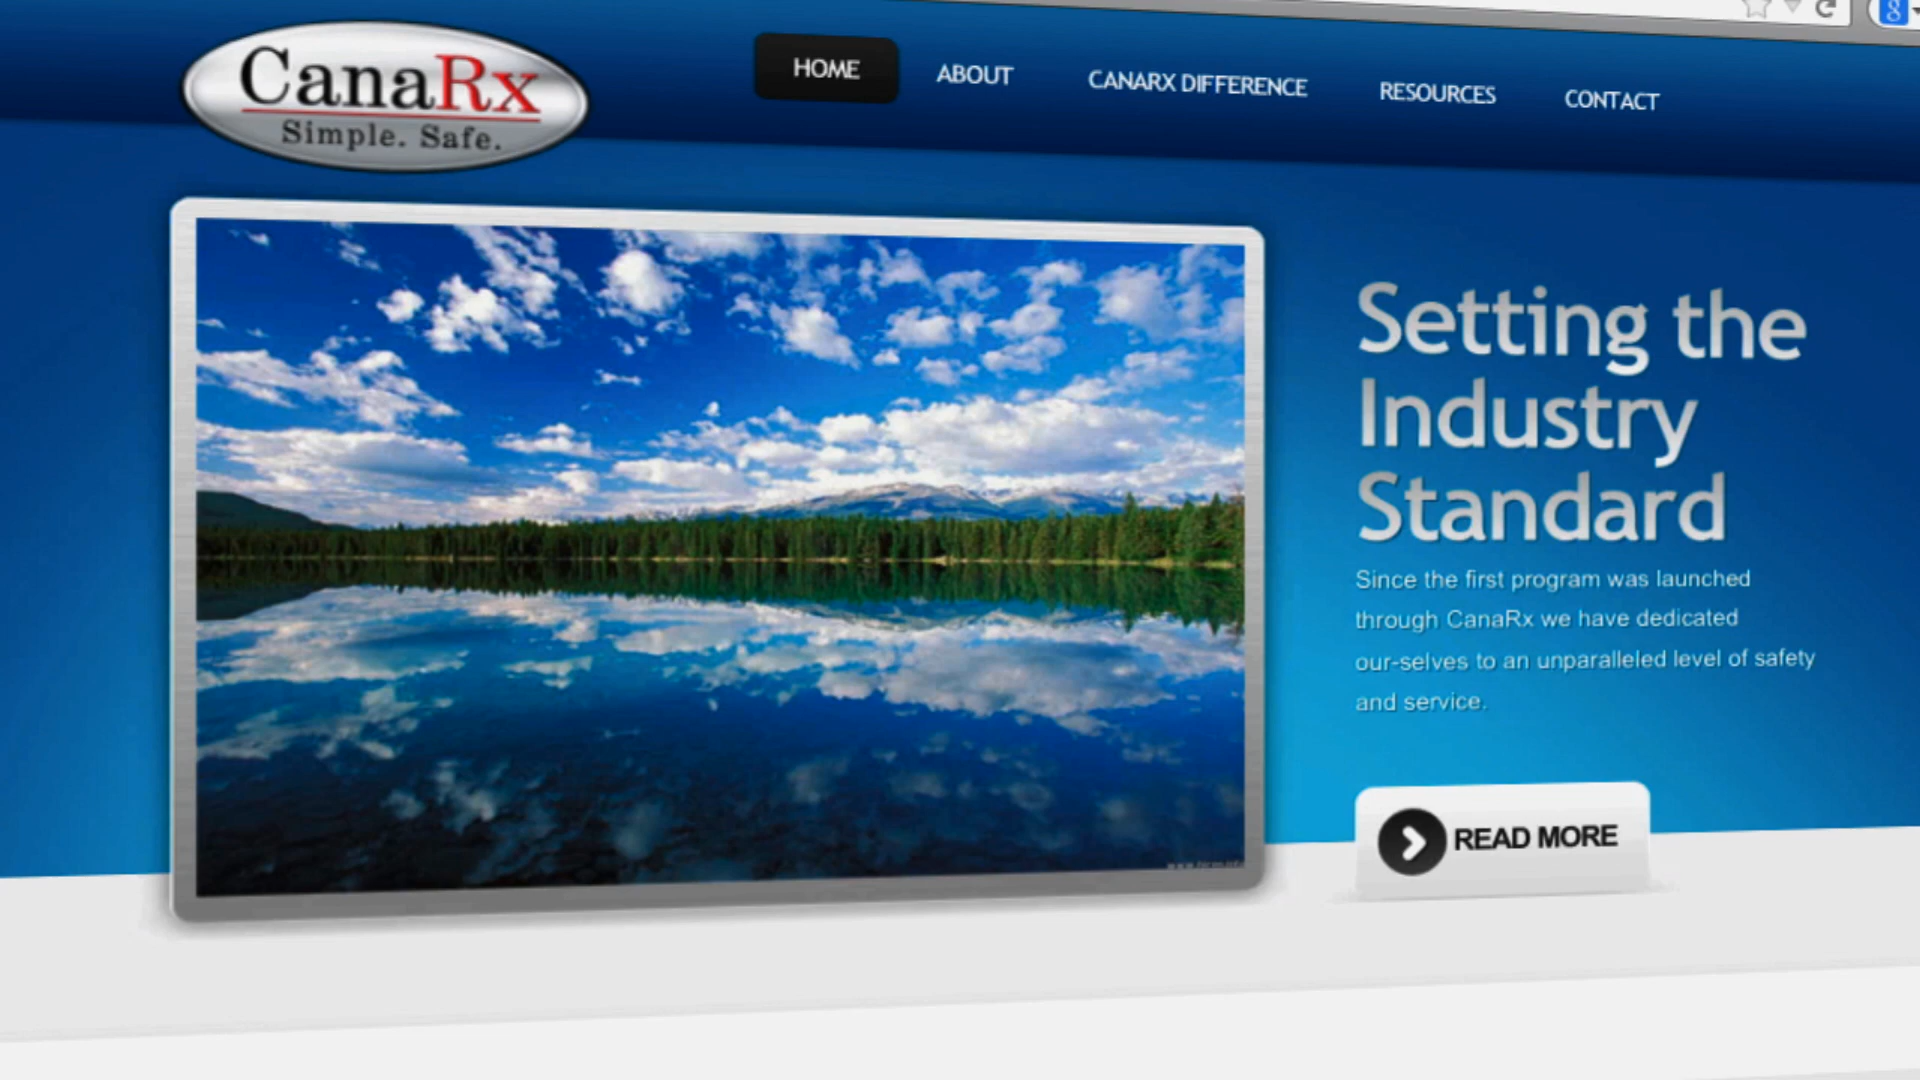 CanaRx
Simple. Safe.
HOME
ABOUT
CANARX DIFFERENCE
RESOURCES
CONTACT
Setting the
Industry
Standard
Since the first program was launched
through CanaRx we have dedicated
our-selves to an unparalleled level of safety
and service.
READ MORE